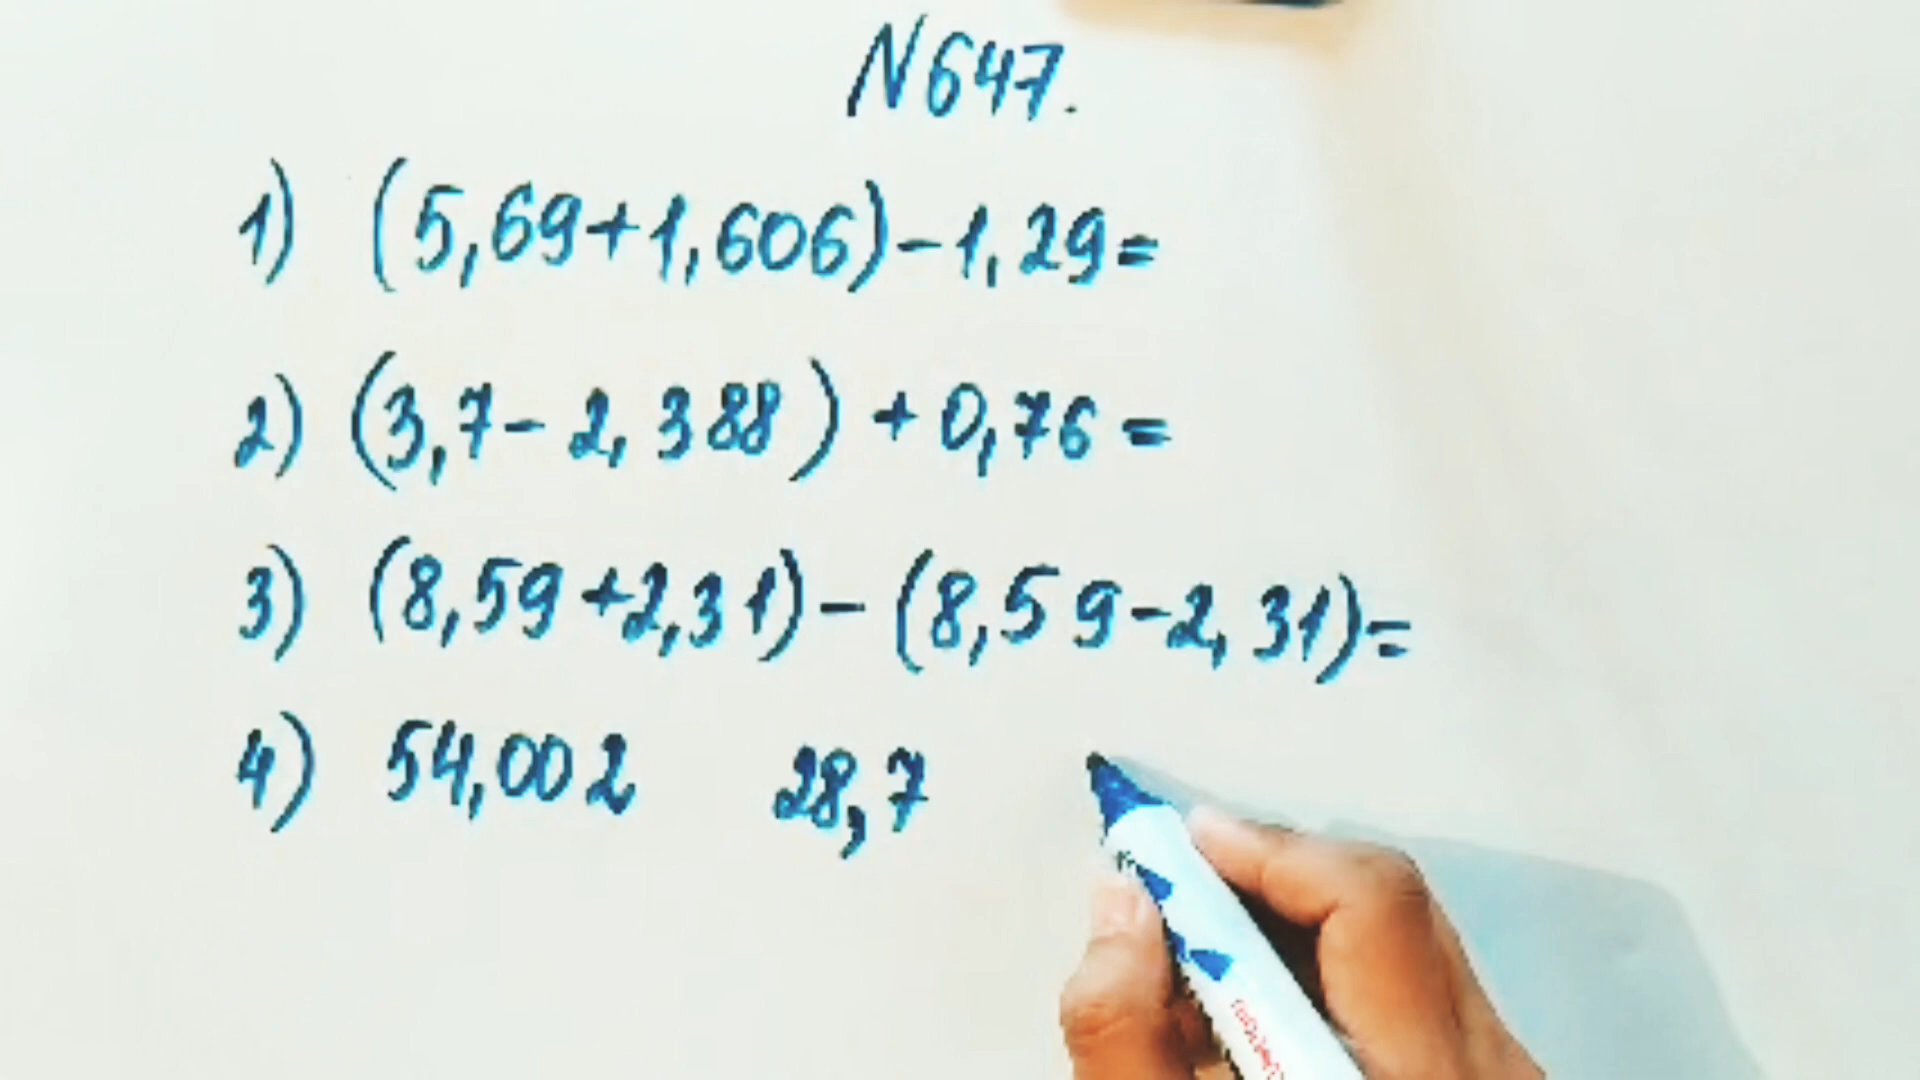 N647.
1) (5,69+1,606)-1,29=
2) (3,7-2,388)+0,76=
3) (8,59+2,31)-(8,59-2,31)=
4) 54,002 28,7